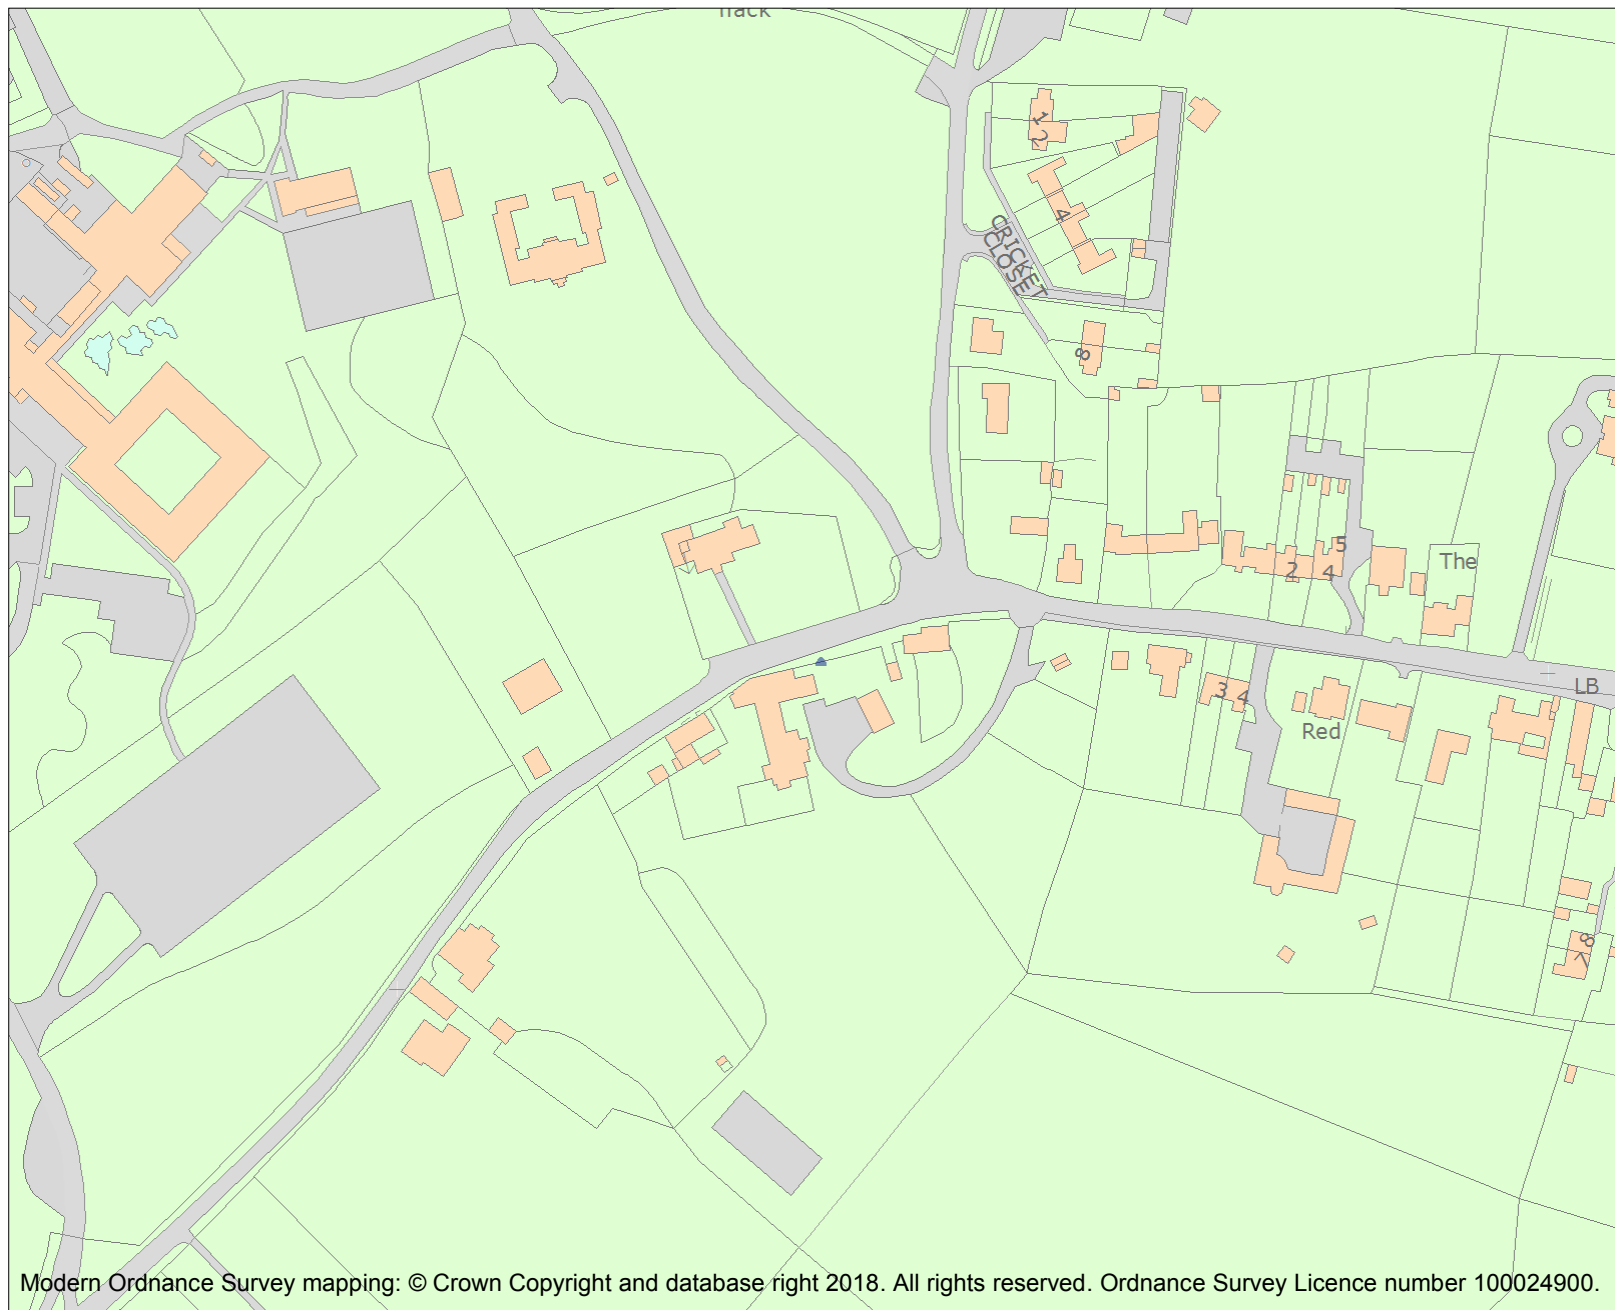 Track
1
2
4
CRICKET
CLOSE
8
5
2
4
The
3
4
LB
Red
8
7
Modern Ordnance Survey mapping: © Crown Copyright and database right 2018. All rights reserved. Ordnance Survey Licence number 100024900.